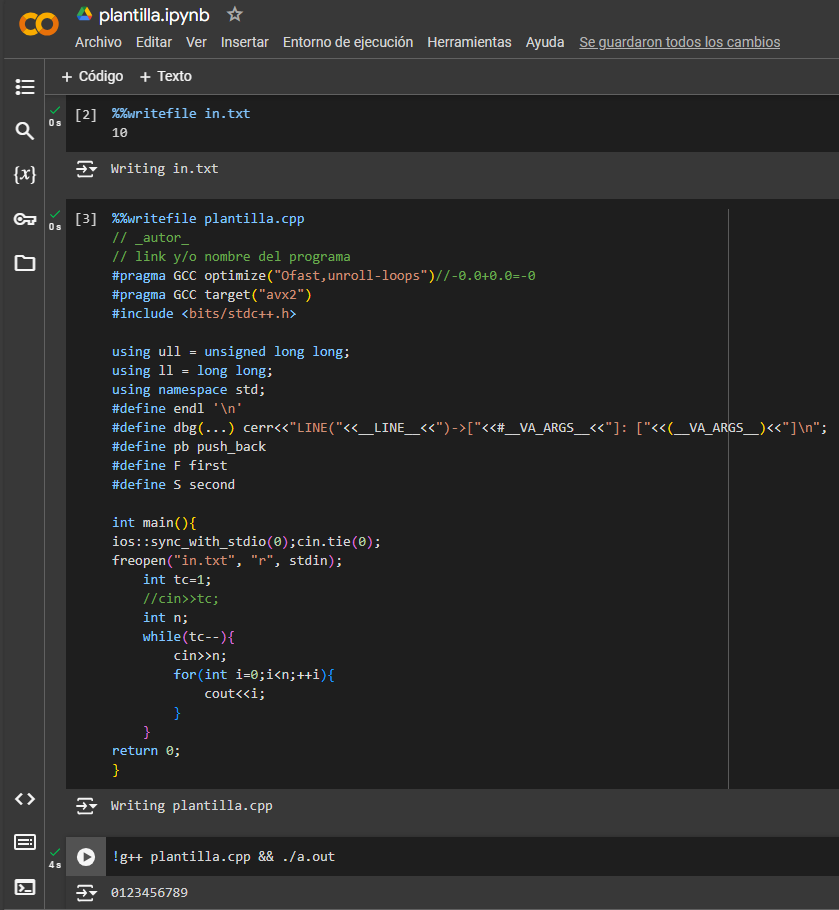 plantilla.ipynb
Archivo Editar Ver Insertar Entorno de ejecución Herramientas Ayuda Se guardaron todos los cambios
+ Código + Texto
[2] %%writefile in.txt
0 s
10
Writing in.txt
{x}
[3] %%writefile plantilla.cpp
0 s
// _autor_
// link y/o nombre del programa
#pragma GCC optimize("Ofast,unroll-loops")//-0.0+0.0=-0
#pragma GCC target("avx2")
#include <bits/stdc++.h>
using ull = unsigned long long;
using ll = long long;
using namespace std;
#define endl '\n'
#define dbg(...) cerr<<"LINE("<<__LINE__<<")->["<<#__VA_ARGS__<<"]: ["<<(__VA_ARGS__)<<"]\n";
#define pb push_back
#define F first
#define S second
int main(){
ios::sync_with_stdio(0);cin.tie(0);
freopen("in.txt", "r", stdin);
int tc=1;
//cin>>tc;
int n;
while(tc--){
cin>>n;
for(int i=0;i<n;++i){
cout<<i;
}
}
return 0;
}
Writing plantilla.cpp
!g++ plantilla.cpp && ./a.out
4 s
0123456789